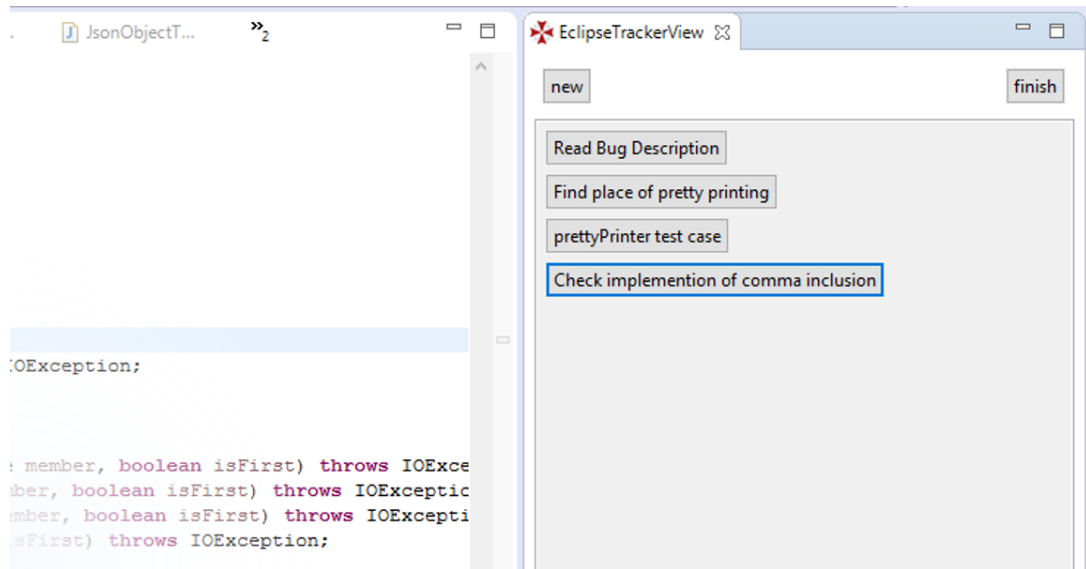 JsonObjectT...
»2
EclipseTrackerView
new
finish
Read Bug Description
Find place of pretty printing
prettyPrinter test case
Check implemention of comma inclusion
IOException;
member, boolean isFirst) throws IOExce
mber, boolean isFirst) throws IOExceptic
member, boolean isFirst) throws IOExcepti
isFirst) throws IOException;